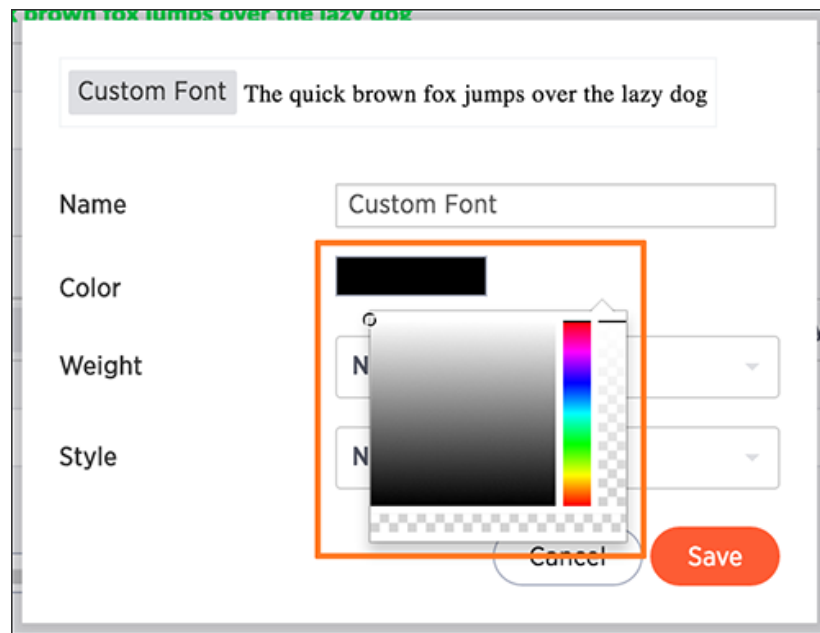 brown fox jumps over the lazy dog
Custom Font The quick brown fox jumps over the lazy dog
Name Custom Font
Color
Weight N
Style N
Cancel Save